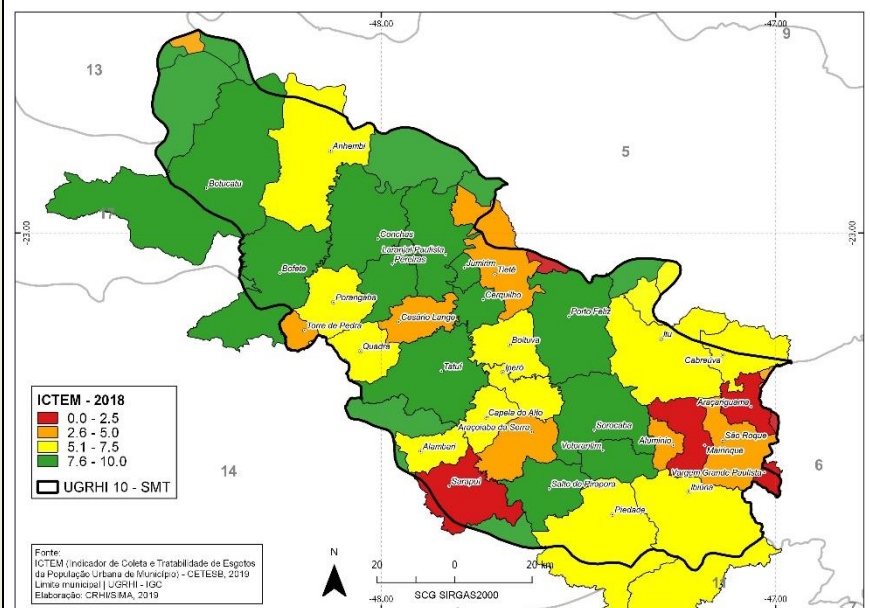 -48.00
-47.00
9
13
5
Anhembi
Botucatu
17
-23.00
-23.00
Conchas
Laranjal Paulista
Pereiras
Jumirim
Tietê
Bofete
Cerquilho
Porangaba
Porto Feliz
Cesário Lange
Torre de Pedra
Boituva
Itu
Quadra
Cabreúva
Tatuí
Iperó
ICTEM - 2018
0.0 - 2.5
2.6 - 5.0
5.1 - 7.5
7.6 - 10.0
UGRHI 10 - SMT
Araçariguama
Capela do Alto
Araçoiaba da Serra
Sorocaba
São Roque
Alambari
Votorantim
Alumínio
Mairinque
14
6
Vargem Grande Paulista
Sarapuí
Salto de Pirapora
Ibiúna
Piedade
Fonte:
ICTEM (Indicador de Coleta e Tratabilidade de Esgotos
da População Urbana de Município) - CETESB, 2019
Limite municipal | UGRHI - IGC
Elaboração: CRHI/SIMA, 2019
N
20 0 20 km
SCG SIRGAS2000
11
-48.00
-47.00